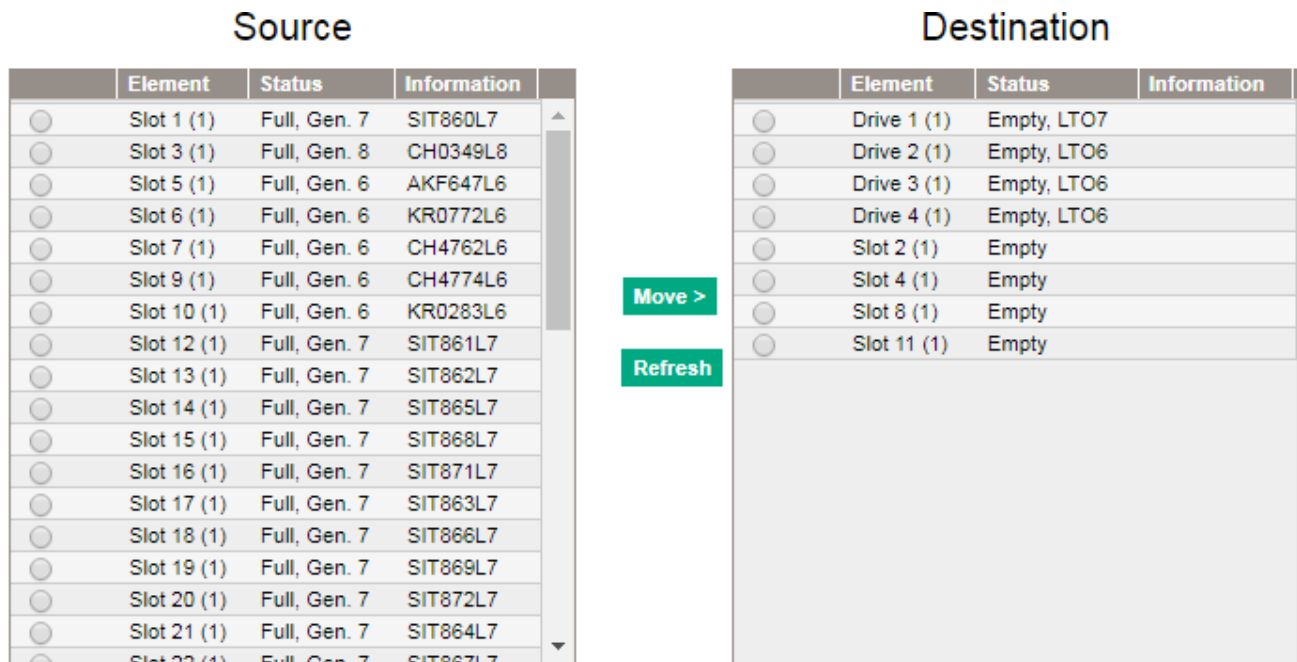 Source
Element Status Information
Slot 1 (1) Full, Gen. 7 SIT860L7
Slot 3 (1) Full, Gen. 8 CH0349L8
Slot 5 (1) Full, Gen. 6 AKF647L6
Slot 6 (1) Full, Gen. 6 KR0772L6
Slot 7 (1) Full, Gen. 6 CH4762L6
Slot 9 (1) Full, Gen. 6 CH4774L6
Slot 10 (1) Full, Gen. 6 KR0283L6
Slot 12 (1) Full, Gen. 7 SIT861L7
Slot 13 (1) Full, Gen. 7 SIT862L7
Slot 14 (1) Full, Gen. 7 SIT865L7
Slot 15 (1) Full, Gen. 7 SIT868L7
Slot 16 (1) Full, Gen. 7 SIT871L7
Slot 17 (1) Full, Gen. 7 SIT863L7
Slot 18 (1) Full, Gen. 7 SIT866L7
Slot 19 (1) Full, Gen. 7 SIT869L7
Slot 20 (1) Full, Gen. 7 SIT872L7
Slot 21 (1) Full, Gen. 7 SIT864L7
Slot 22 (1) Full, Gen. 7 SIT867L7
Move >
Refresh
Destination
Element Status Information
Drive 1 (1) Empty, LTO7
Drive 2 (1) Empty, LTO6
Drive 3 (1) Empty, LTO6
Drive 4 (1) Empty, LTO6
Slot 2 (1) Empty
Slot 4 (1) Empty
Slot 8 (1) Empty
Slot 11 (1) Empty